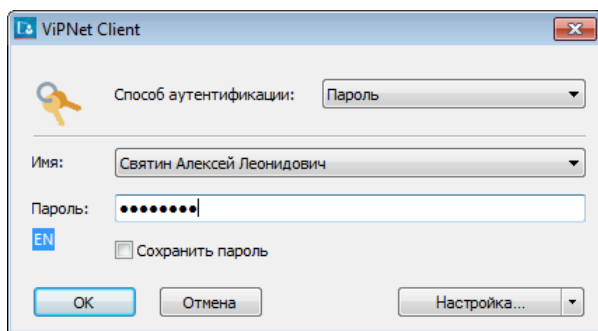 ViPNet Client
Способ аутентификации: Пароль
Имя: Святин Алексей Леонидович
Пароль: ••••••••
EN
Сохранить пароль
OK Отмена Настройка...